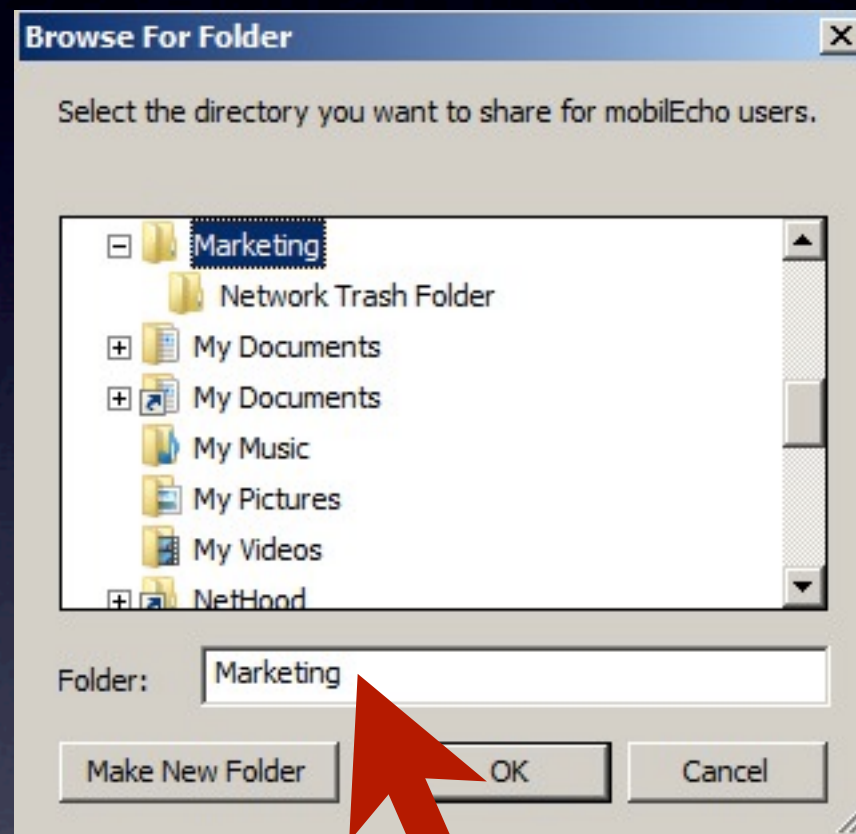 Browse For Folder
Select the directory you want to share for mobilEcho users.
Marketing
Network Trash Folder
My Documents
My Documents
My Music
My Pictures
My Videos
NetHood
Folder: Marketing
Make New Folder OK Cancel